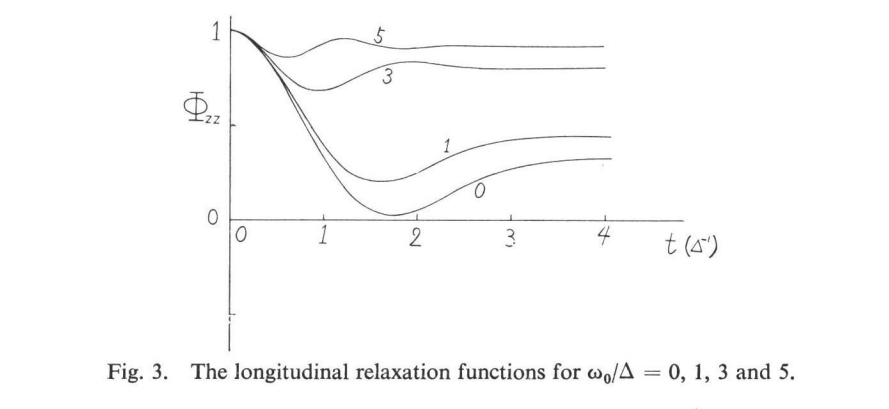 1
5
3
Φzz
1
0
0
0 1 2 3 4
t (Δ⁻¹)
Fig. 3. The longitudinal relaxation functions for ω₀/Δ = 0, 1, 3 and 5.